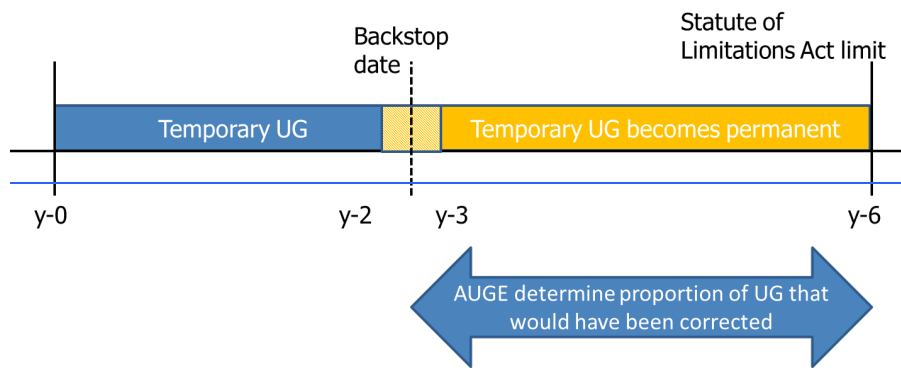 Backstop
date
Statute of
Limitations Act limit
Temporary UG
Temporary UG becomes permanent
y-0
y-2
y-3
y-6
AUGE determine proportion of UG that
would have been corrected